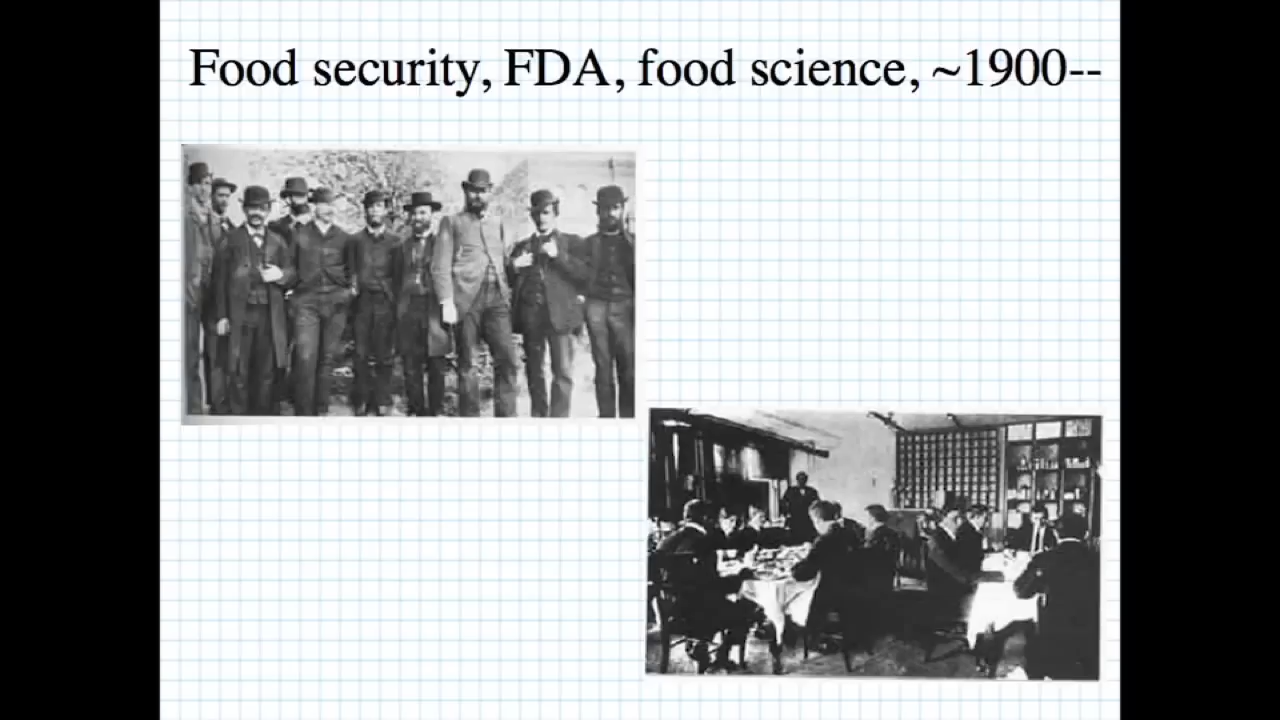 Food security, FDA, food science, ~1900--